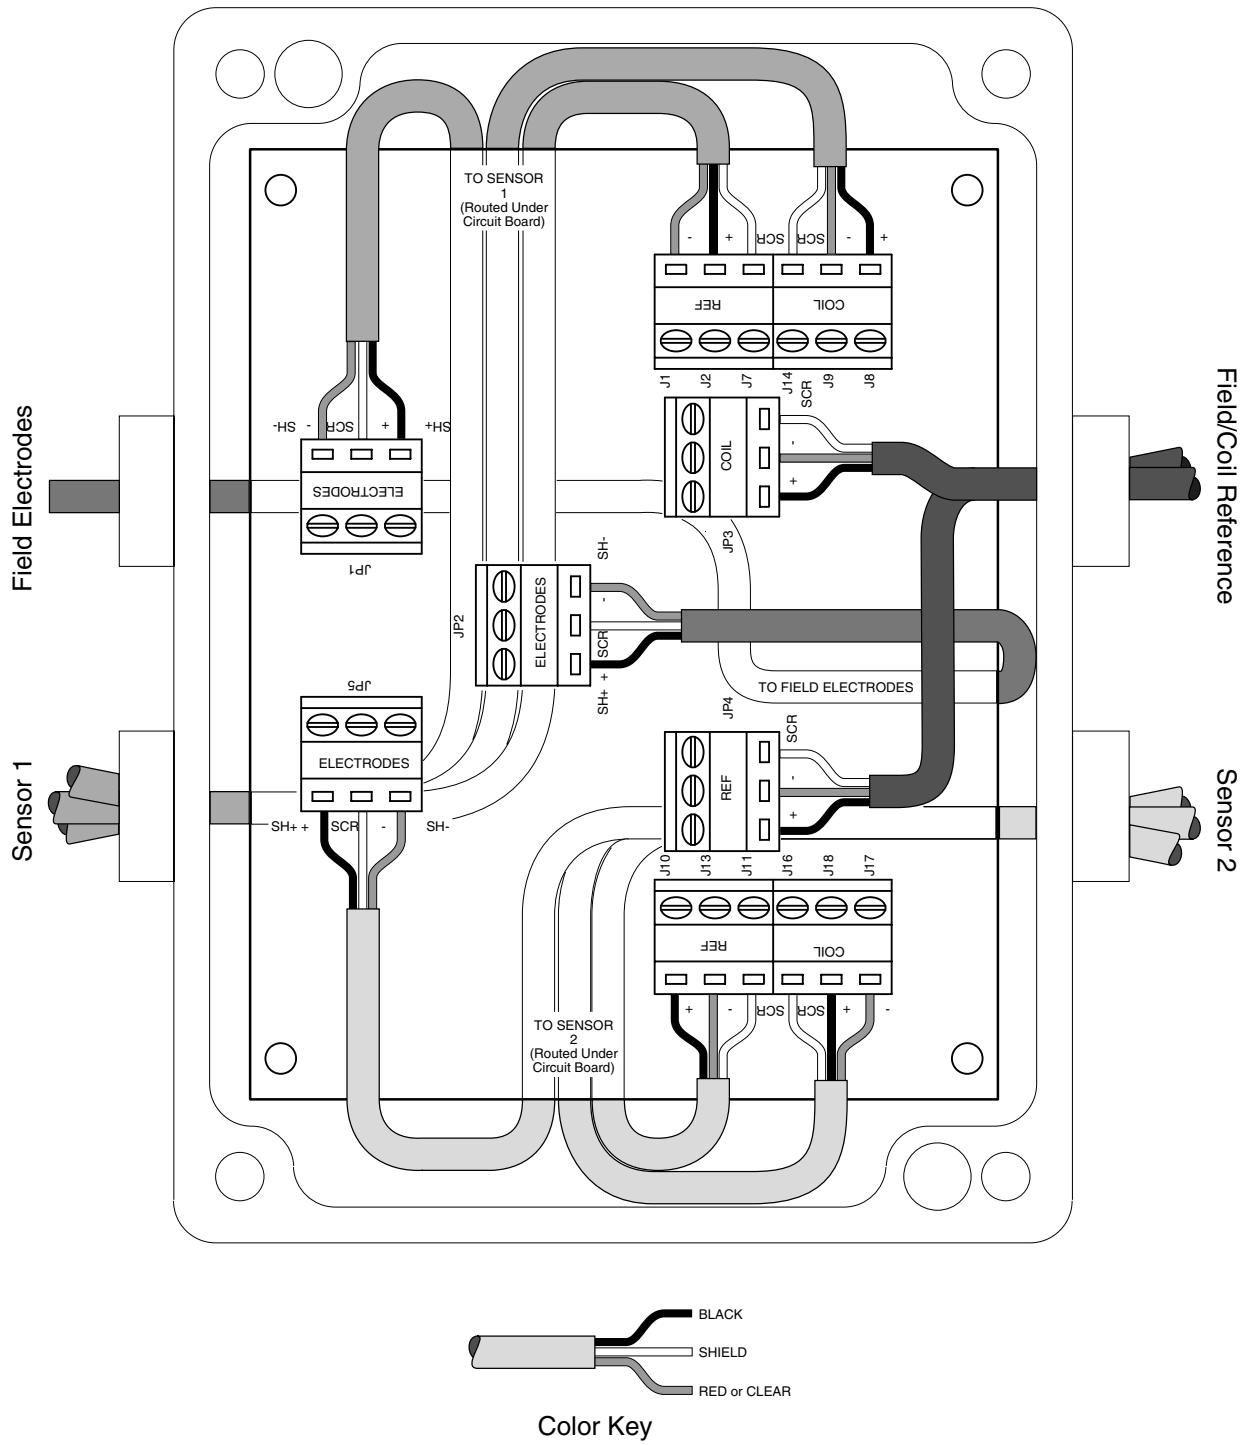 TO SENSOR
1
(Routed Under
Circuit Board)
- + SCR SCR - +
REF COIL
J1 J2 J7 J14 J9 J8
SCR
-
+
COIL
JP3
Field/Coil Reference
Field Electrodes
SH- - SCR + SH+
ELECTRODES
JP1
SH-
-
SCR
+
SH+
ELECTRODES
JP2
TO FIELD ELECTRODES
JP5
ELECTRODES
SH+ + SCR - SH-
Sensor 1
JP4
SCR
-
+
REF
Sensor 2
J10 J13 J11 J16 J18 J17
REF COIL
+ - SCR SCR + -
TO SENSOR
2
(Routed Under
Circuit Board)
BLACK
SHIELD
RED or CLEAR
Color Key